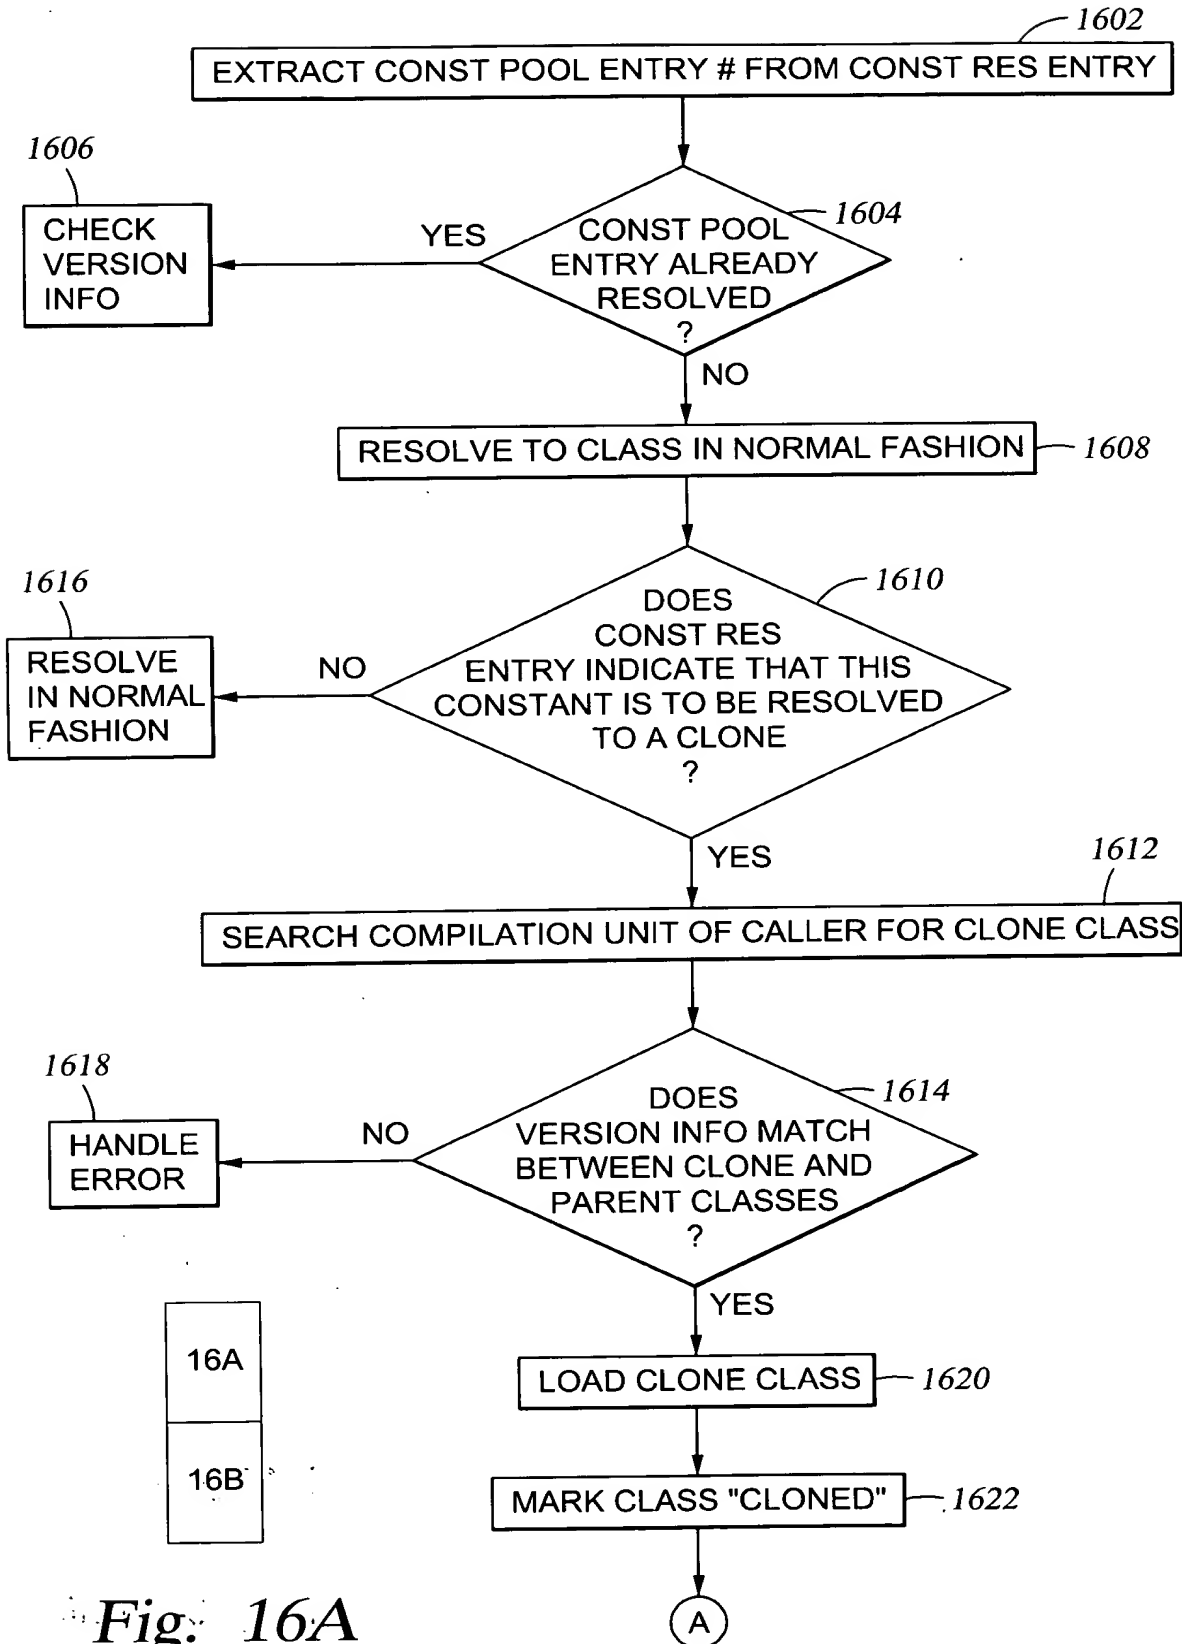 1602
EXTRACT CONST POOL ENTRY # FROM CONST RES ENTRY
1606
CHECK
VERSION
INFO
YES
1604
CONST POOL
ENTRY ALREADY
RESOLVED
?
NO
RESOLVE TO CLASS IN NORMAL FASHION
1608
1616
RESOLVE
IN NORMAL
FASHION
NO
1610
DOES
CONST RES
ENTRY INDICATE THAT THIS
CONSTANT IS TO BE RESOLVED
TO A CLONE
?
YES
1612
SEARCH COMPILATION UNIT OF CALLER FOR CLONE CLASS
1618
HANDLE
ERROR
NO
1614
DOES
VERSION INFO MATCH
BETWEEN CLONE AND
PARENT CLASSES
?
YES
16A
16B
LOAD CLONE CLASS
1620
MARK CLASS "CLONED"
1622
A
Fig. 16A